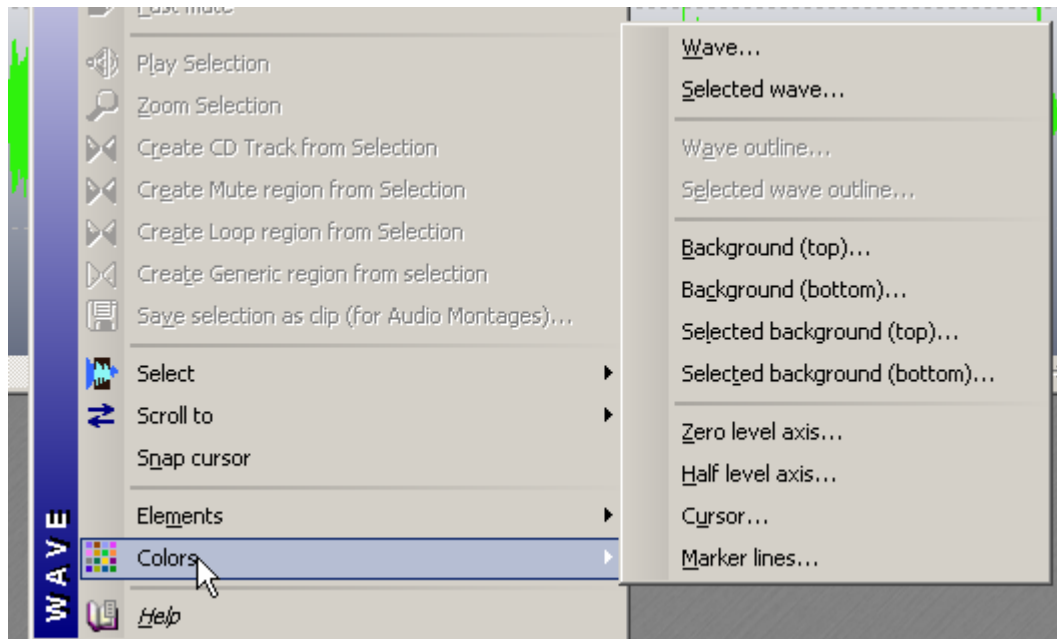 Play Selection
Zoom Selection
Create CD Track from Selection
Create Mute region from Selection
Create Loop region from Selection
Create Generic region from selection
Save selection as clip (for Audio Montages)...
Select
Scroll to
Snap cursor
Elements
Colors
Help
WAVE
Wave...
Selected wave...
Wave outline...
Selected wave outline...
Background (top)...
Background (bottom)...
Selected background (top)...
Selected background (bottom)...
Zero level axis...
Half level axis...
Cursor...
Marker lines...